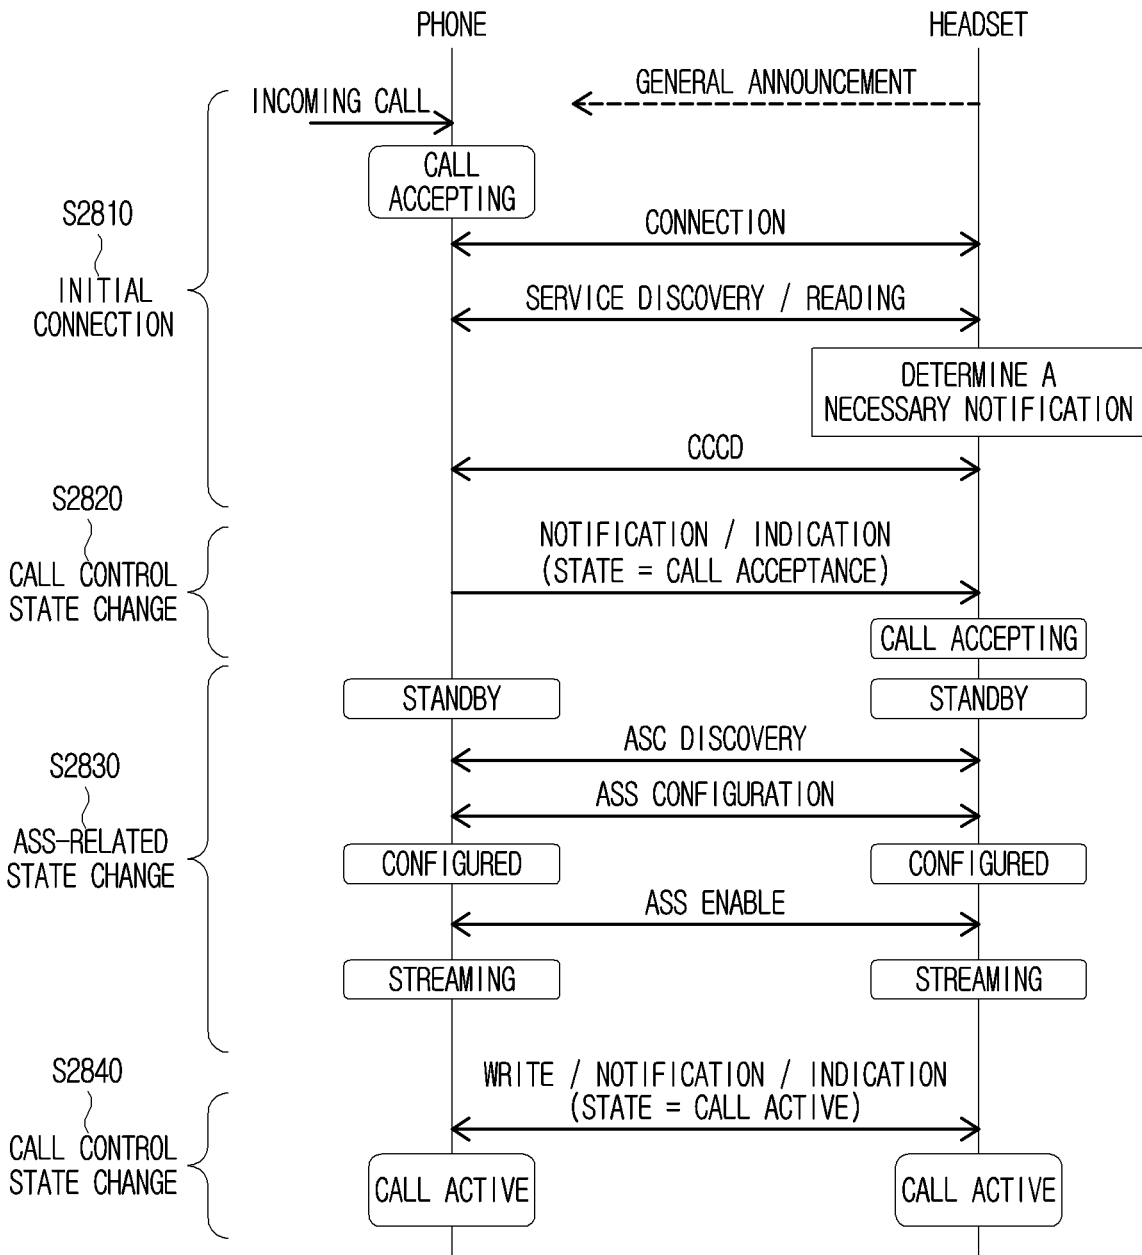 PHONE
HEADSET
GENERAL ANNOUNCEMENT
INCOMING CALL
CALL
ACCEPTING
S2810
INITIAL
CONNECTION
CONNECTION
SERVICE DISCOVERY / READING
DETERMINE A
NECESSARY NOTIFICATION
CCCD
S2820
CALL CONTROL
STATE CHANGE
NOTIFICATION / INDICATION
(STATE = CALL ACCEPTANCE)
CALL ACCEPTING
STANDBY
STANDBY
ASC DISCOVERY
S2830
ASS-RELATED
STATE CHANGE
ASS CONFIGURATION
CONFIGURED
CONFIGURED
ASS ENABLE
STREAMING
STREAMING
S2840
CALL CONTROL
STATE CHANGE
WRITE / NOTIFICATION / INDICATION
(STATE = CALL ACTIVE)
CALL ACTIVE
CALL ACTIVE